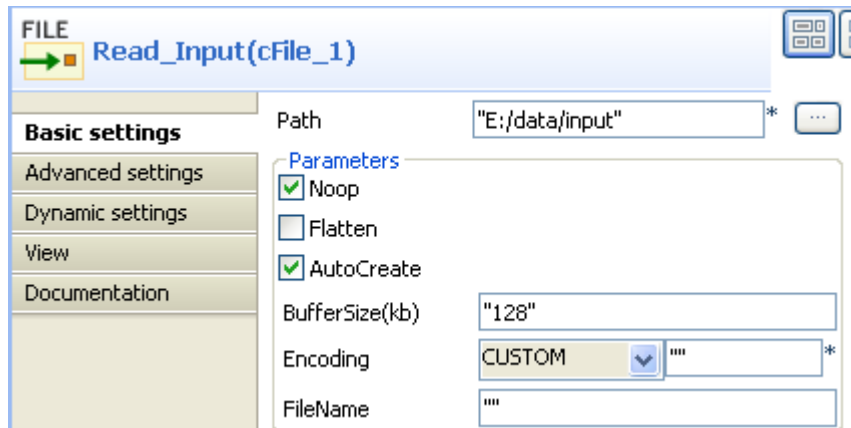 FILE
Read_Input(cFile_1)
Basic settings
Advanced settings
Dynamic settings
View
Documentation
Path "E:/data/input" * ...
Parameters
Noop
Flatten
AutoCreate
BufferSize(kb) "128"
Encoding CUSTOM "" *
FileName ""